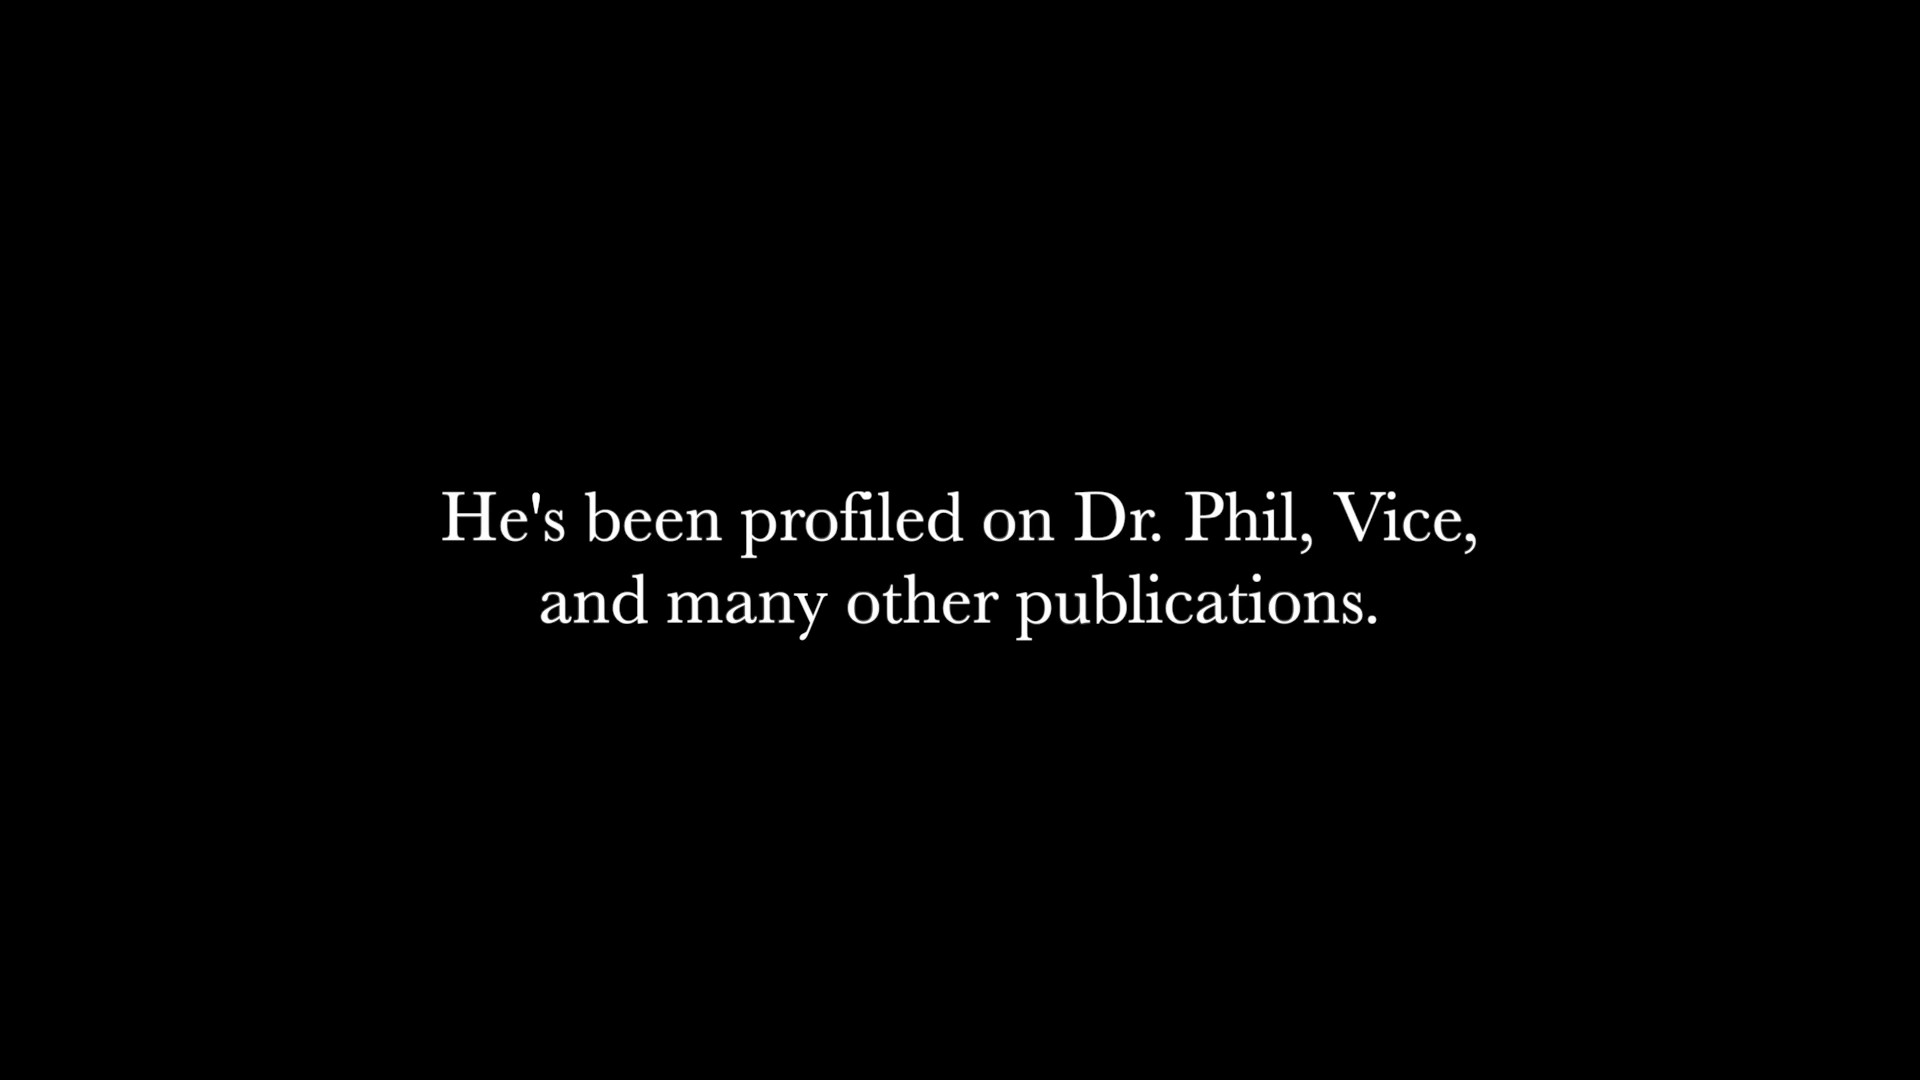 He's been profiled on Dr. Phil, Vice,
and many other publications.